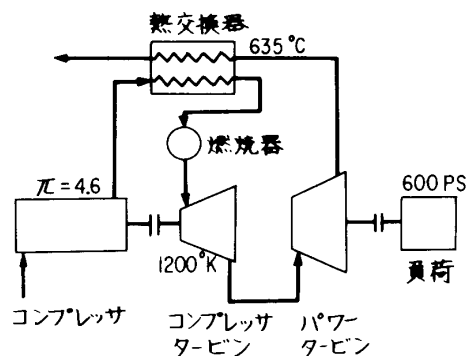 熱交換器
635°C
燃焼器
π=4.6
600 PS
1200°K
負荷
コンプレッサ
コンプレッサ
タービン
パワー
タービン